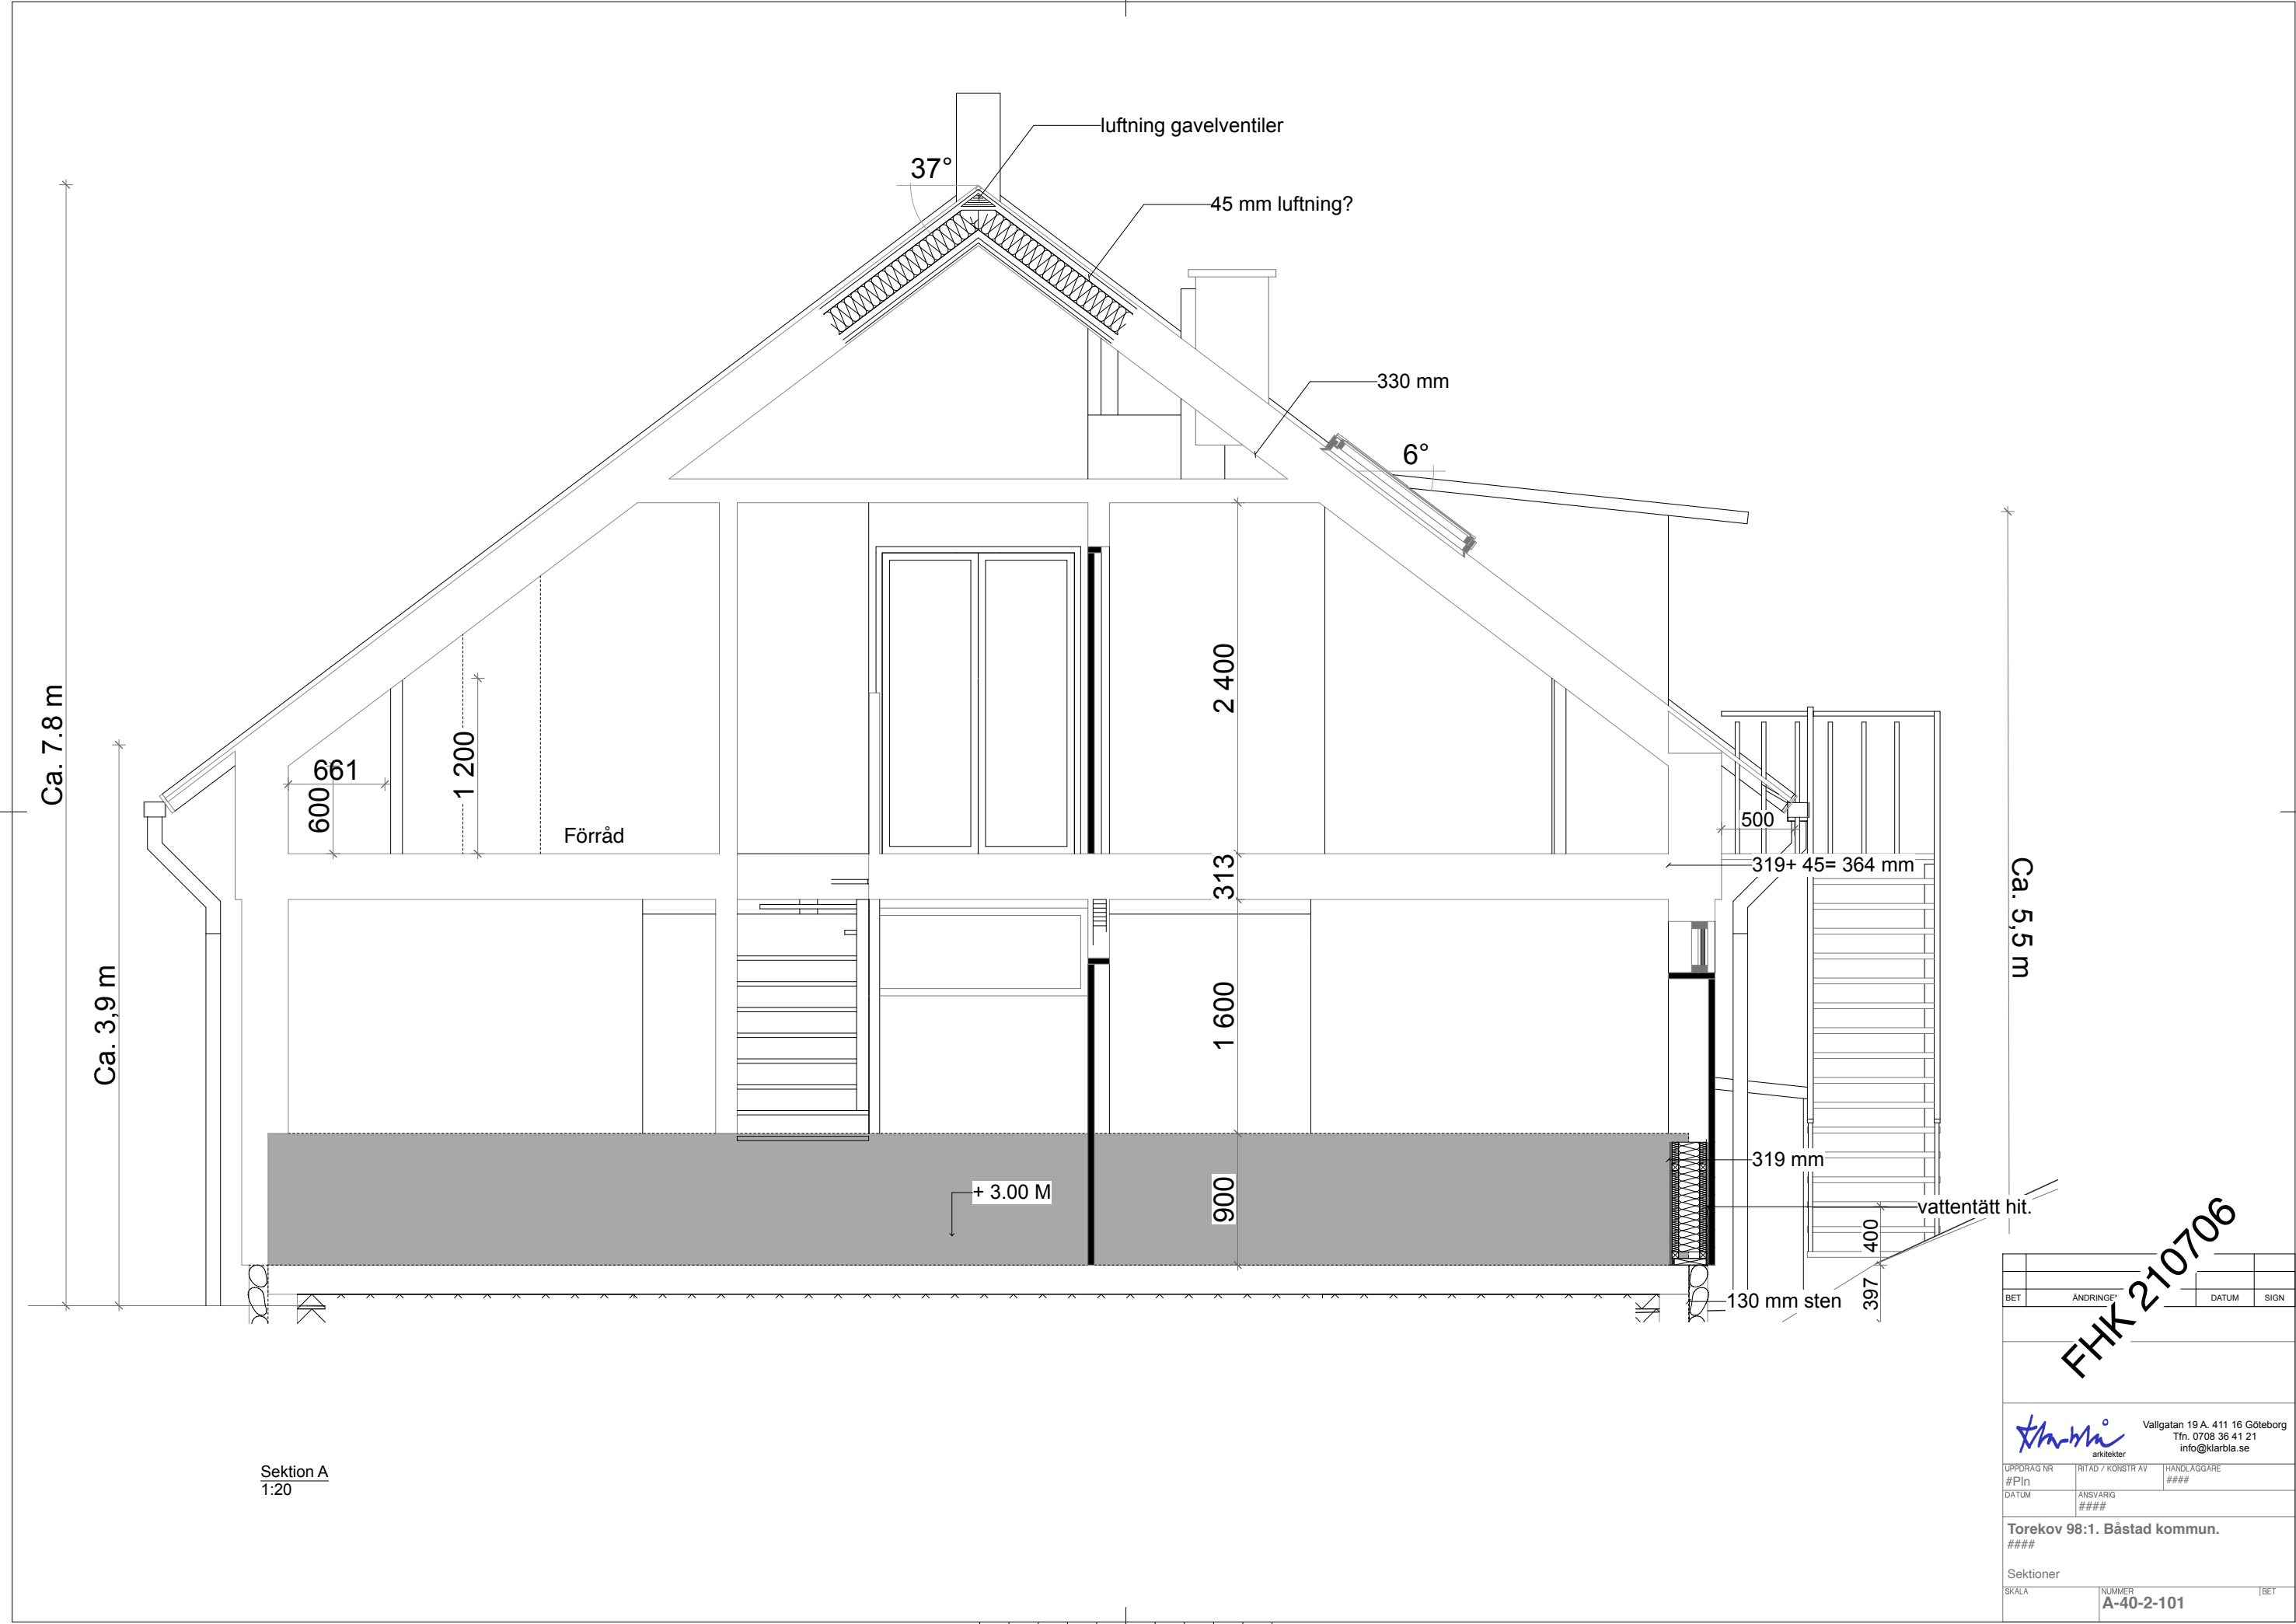 luftning gavelventiler
37°
45 mm luftning?
330 mm
6°
Ca. 7.8 m
Ca. 3,9 m
661
600
1 200
Förråd
2 400
313
1 600
900
+ 3.00 M
500
319+ 45= 364 mm
Ca. 5,5 m
319 mm
vattentätt hit.
400
397
130 mm sten
FHK 210706
BET
DATUM
SIGN
klarblå
arkitekter
Vallgatan 19 A. 411 16 Göteborg
Tfn. 0708 36 41 21
info@klarbla.se
UPPDRAG NR
RITAD / KONSTR AV
HANDLÄGGARE
#Pln
####
DATUM
ANSVARIG
####
Torekov 98:1. Båstad kommun.
####
Sektioner
SKALA
NUMMER
BET
A-40-2-101
Sektion A
1:20